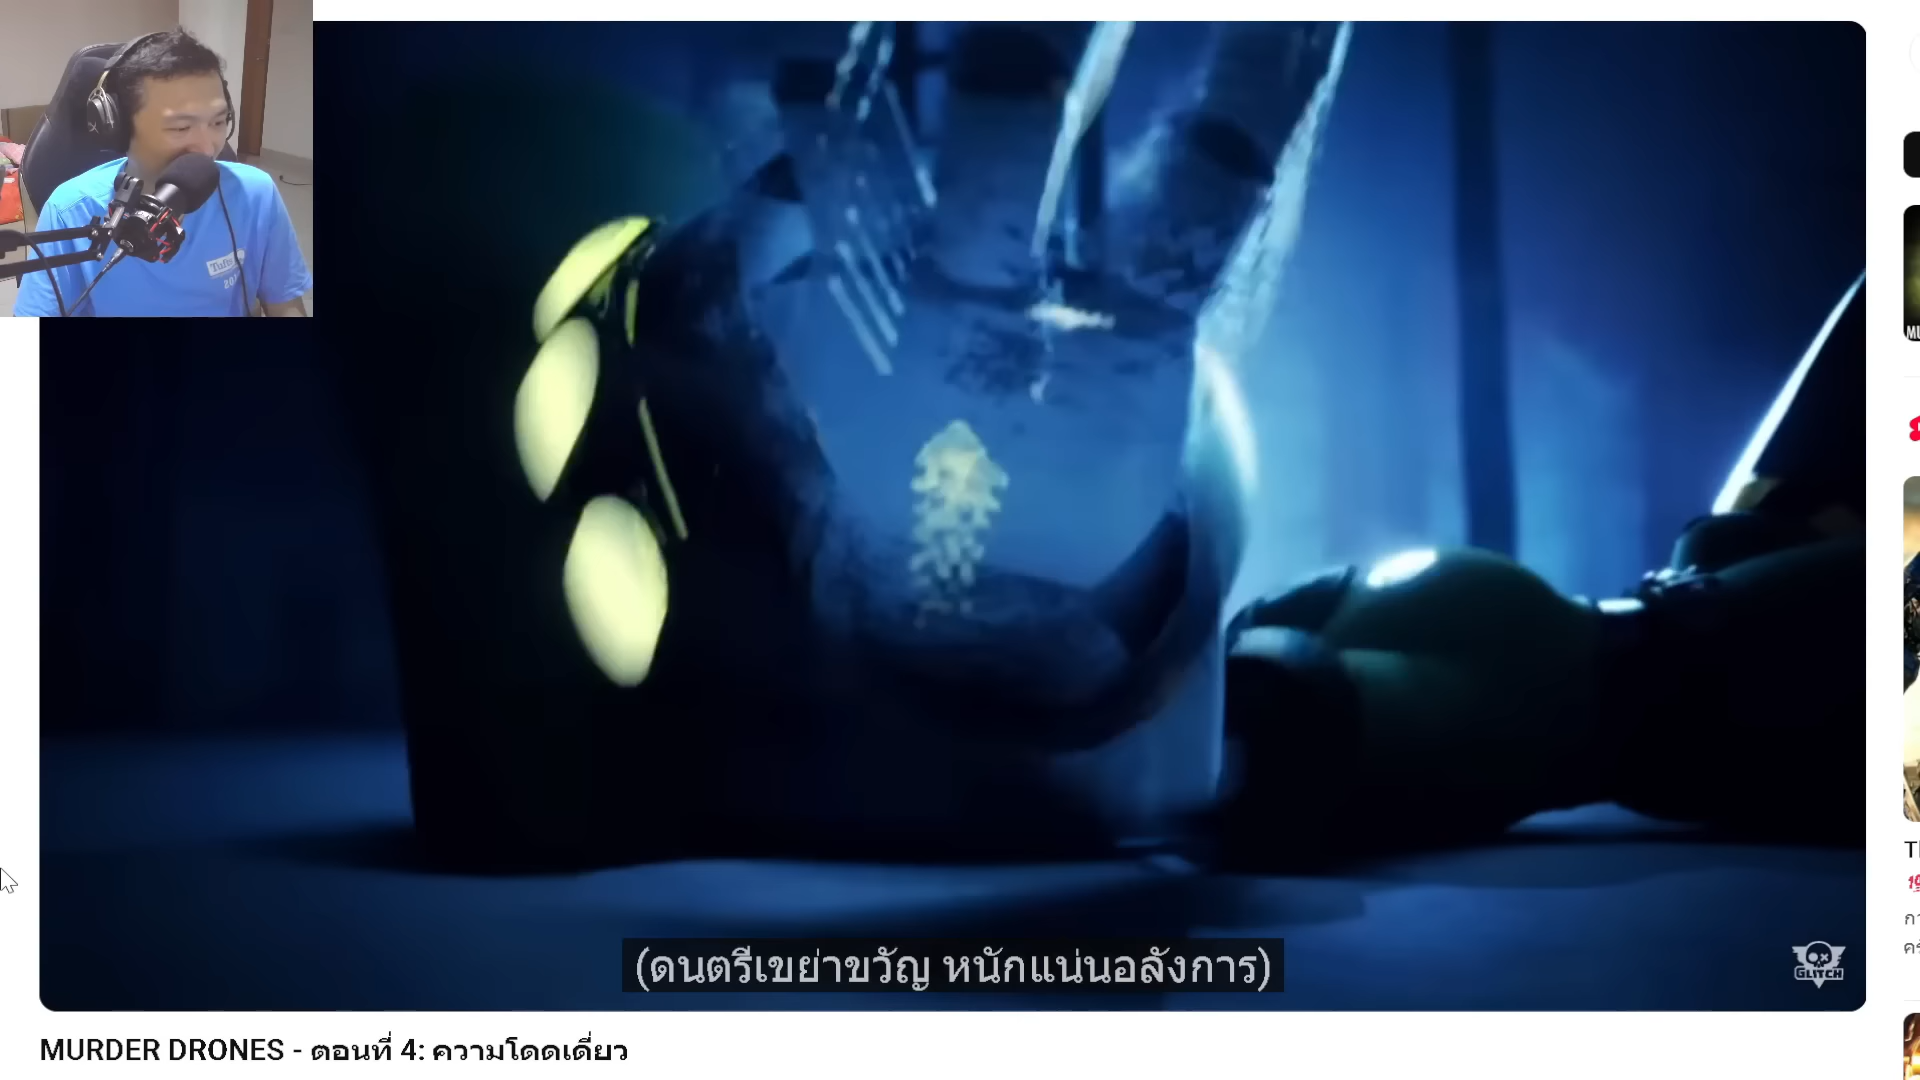 (ดนตรีเขย่าขวัญ หนักแน่นอลังการ)
GLITCH
MURDER DRONES - ตอนที่ 4: ความโดดเดี่ยว